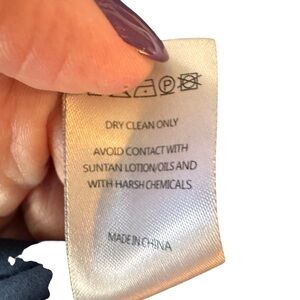 DRY CLEAN ONLY
AVOID CONTACT WITH
SUNTAN LOTION/OILS AND
WITH HARSH CHEMICALS
MADE IN CHINA